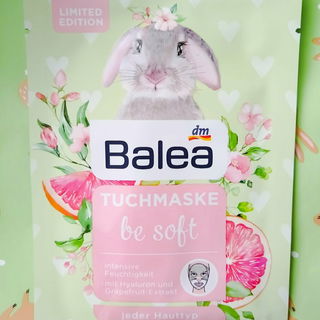 LIMITED
EDITION
dm
Balea
TUCHMASKE
be soft
intensive
Feuchtigkeit
mit Hyaluron und
Grapefruit-Extrakt
Jeder Hauttyp